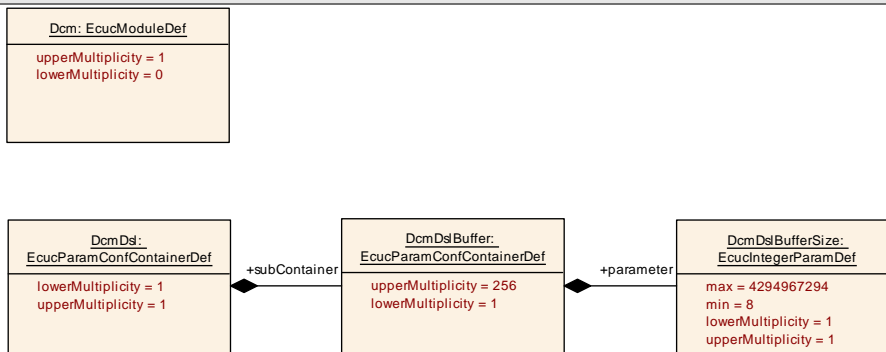 Dcm: EcucModuleDef
upperMultiplicity = 1
lowerMultiplicity = 0
DcmDsl:
EcucParamConfContainerDef
lowerMultiplicity = 1
upperMultiplicity = 1
+subContainer
DcmDslBuffer:
EcucParamConfContainerDef
upperMultiplicity = 256
lowerMultiplicity = 1
+parameter
DcmDslBufferSize:
EcucIntegerParamDef
max = 4294967294
min = 8
lowerMultiplicity = 1
upperMultiplicity = 1